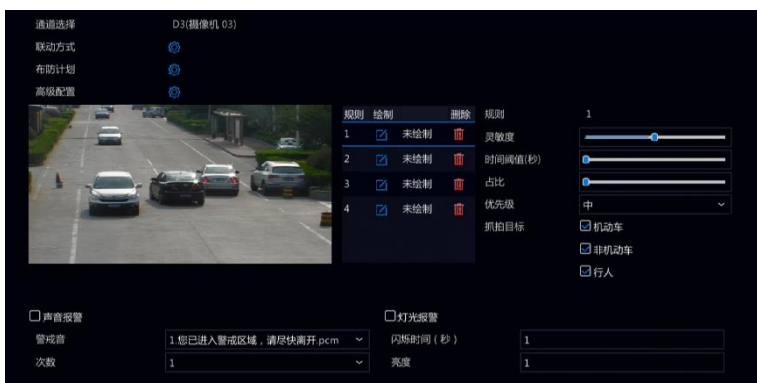 通道选择 D3(摄像机 03)
联动方式
布防计划
高级配置
规则 绘制 删除
1 未绘制
2 未绘制
3 未绘制
4 未绘制
规则 1
灵敏度
时间阈值(秒)
占比
优先级 中
抓拍目标 机动车
非机动车
行人
声音报警
警戒音 1.您已进入警戒区域，请尽快离开.pcm
次数 1
灯光报警
闪烁时间（秒） 1
亮度 1